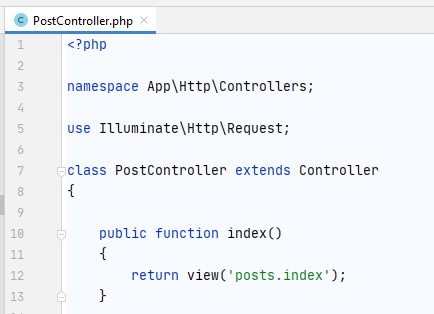 PostController.php
1 <?php
2
3 namespace App\Http\Controllers;
4
5 use Illuminate\Http\Request;
6
7 class PostController extends Controller
8 {
9
10     public function index()
11     {
12         return view('posts.index');
13     }